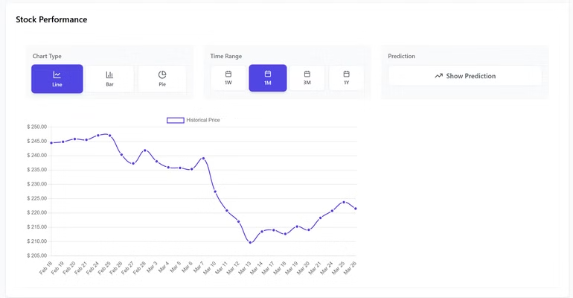 Stock Performance
Chart Type
Time Range
Prediction
Line
Bar
Pie
1W
1M
3M
1Y
Show Prediction
Historical Price
$ 250.00
$ 245.00
$ 240.00
$ 235.00
$ 230.00
$ 225.00
$ 220.00
$ 215.00
$ 210.00
$ 205.00
Feb 18
Feb 19
Feb 20
Feb 21
Feb 24
Feb 25
Feb 26
Feb 27
Feb 28
Mar 3
Mar 4
Mar 5
Mar 6
Mar 7
Mar 10
Mar 11
Mar 12
Mar 13
Mar 14
Mar 17
Mar 18
Mar 19
Mar 20
Mar 21
Mar 24
Mar 25
Mar 26